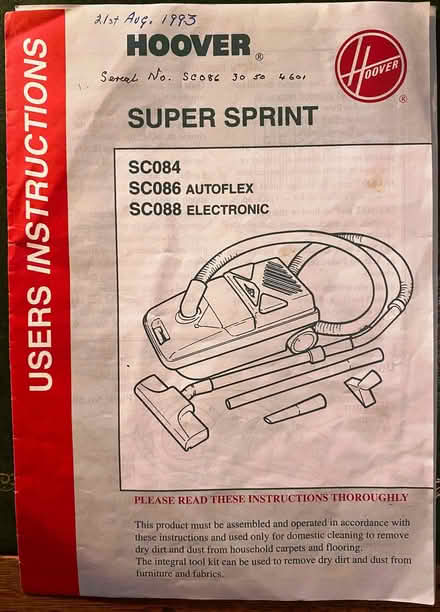 21st Aug. 1993
HOOVER ®
Serial No. SC086 30 50 4601
HOOVER ®
SUPER SPRINT
USERS INSTRUCTIONS
SC084
SC086 AUTOFLEX
SC088 ELECTRONIC
PLEASE READ THESE INSTRUCTIONS THOROUGHLY
This product must be assembled and operated in accordance with
these instructions and used only for domestic cleaning to remove
dry dirt and dust from household carpets and flooring.
The integral tool kit can be used to remove dry dirt and dust from
furniture and fabrics.